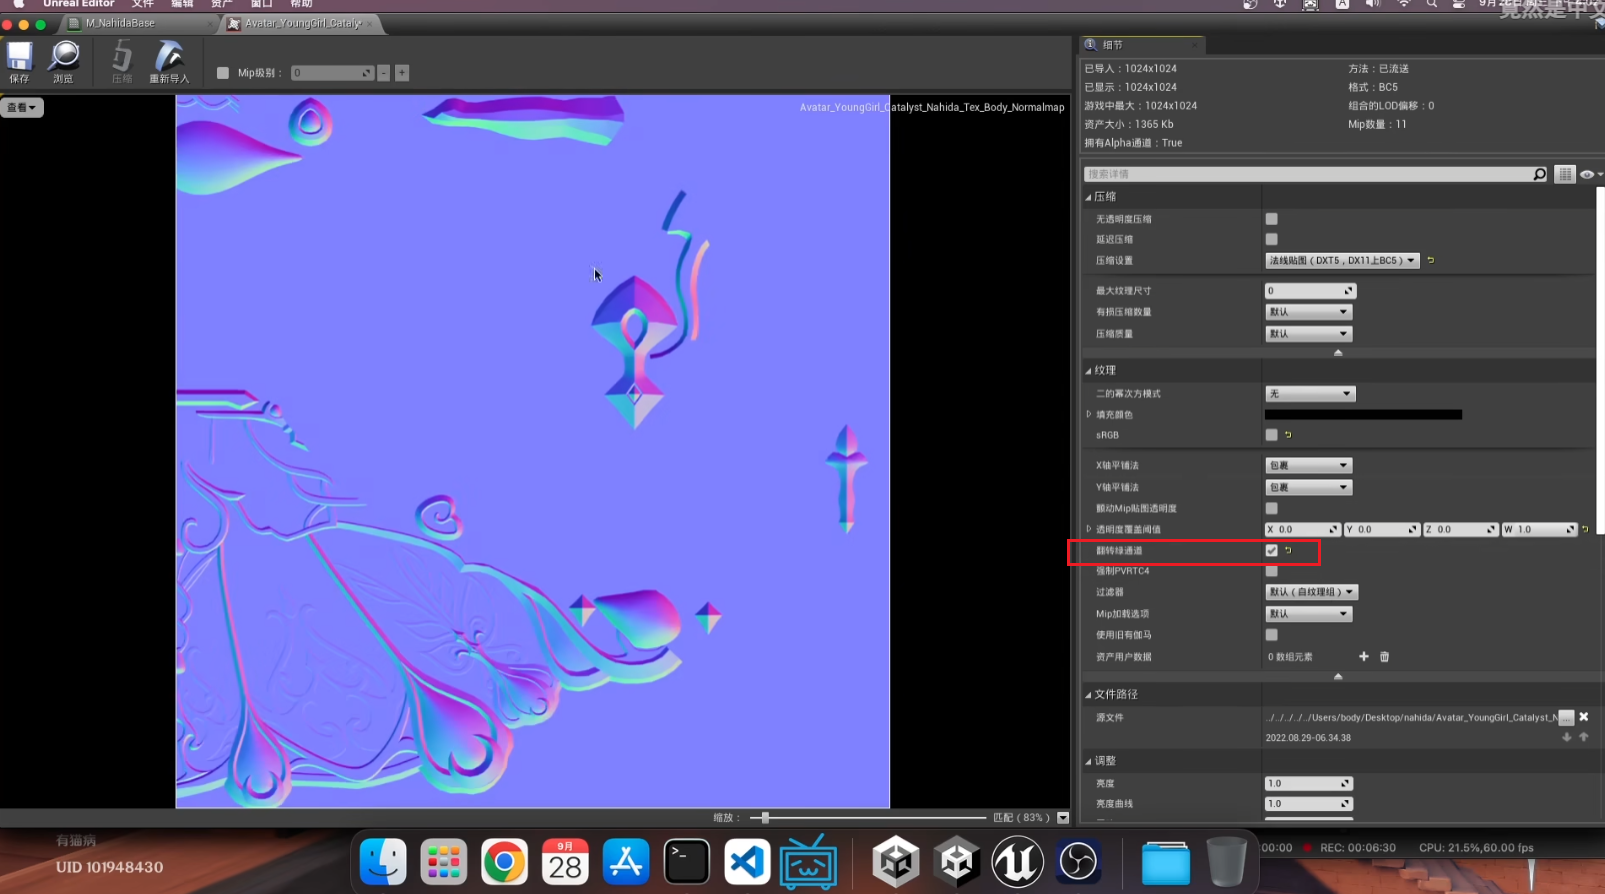 Unreal Editor 文件 编辑 资产 窗口 帮助
竟然是中文
M_NahidaBase
Avatar_YoungGirl_Cataly
保存
浏览
压缩
重新导入
Mip级别： 0 - +
查看
Avatar_YoungGirl_Catalyst_Nahida_Tex_Body_Normalmap
细节
已导入：1024x1024
方法：已流送
已显示：1024x1024
格式：BC5
游戏中最大：1024x1024
组合的LOD偏移：0
资产大小：1365 Kb
Mip数量：11
拥有Alpha通道：True
搜索详情
压缩
无透明度压缩
延迟压缩
压缩设置 法线贴图（DXT5，DX11上BC5）
最大纹理尺寸 0
有损压缩数量 默认
压缩质量 默认
纹理
二的幂次方模式 无
填充颜色
sRGB
X轴平铺法 包裹
Y轴平铺法 包裹
颤动Mip贴图透明度
透明度覆盖阈值 X 0.0 Y 0.0 Z 0.0 W 1.0
翻转绿通道
强制PVRTC4
过滤器 默认（自纹理组）
Mip加载选项 默认
使用旧有伽马
资产用户数据 0 数组元素
文件路径
源文件 ../../../../../Users/body/Desktop/nahida/Avatar_YoungGirl_Catalyst_N ...
2022.08.29-06.34.38
调整
亮度 1.0
亮度曲线 1.0
缩放： 匹配（83%）
有猫病
UID 101948430
9月
28
:00:00 REC: 00:06:30 CPU: 21.5%,60.00 fps